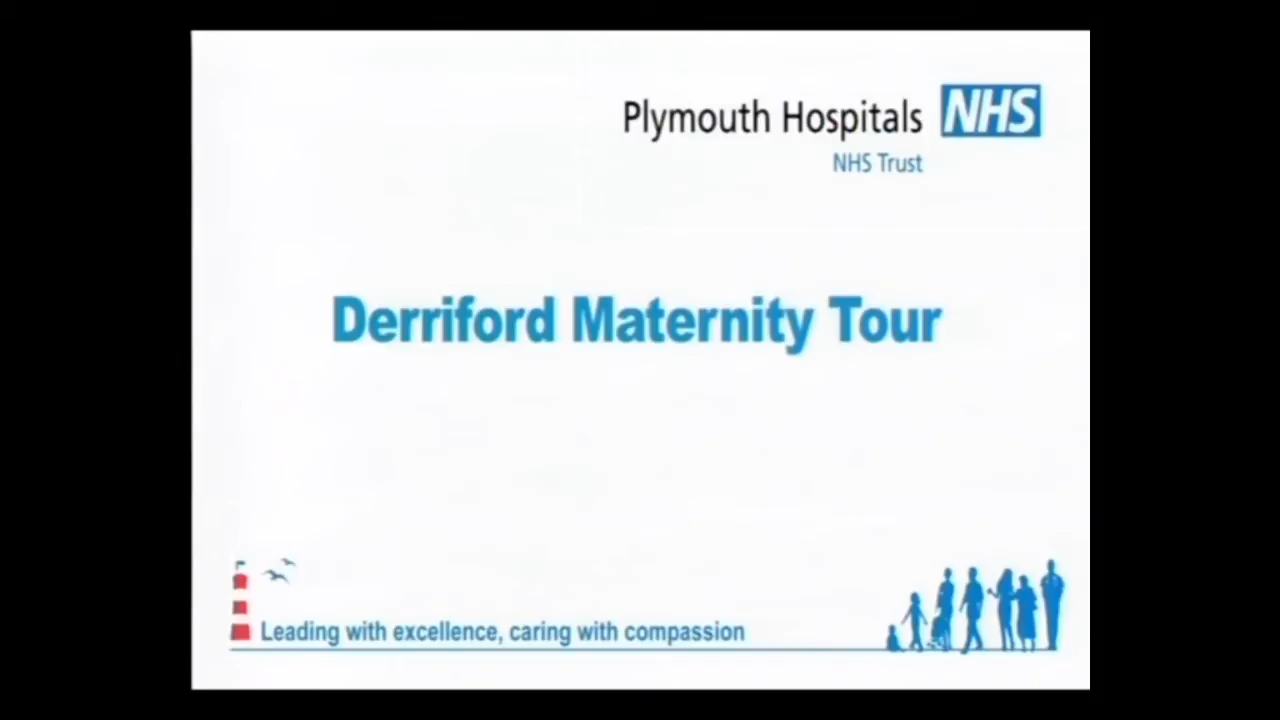 Plymouth Hospitals NHS
NHS Trust
Derriford Maternity Tour
Leading with excellence, caring with compassion